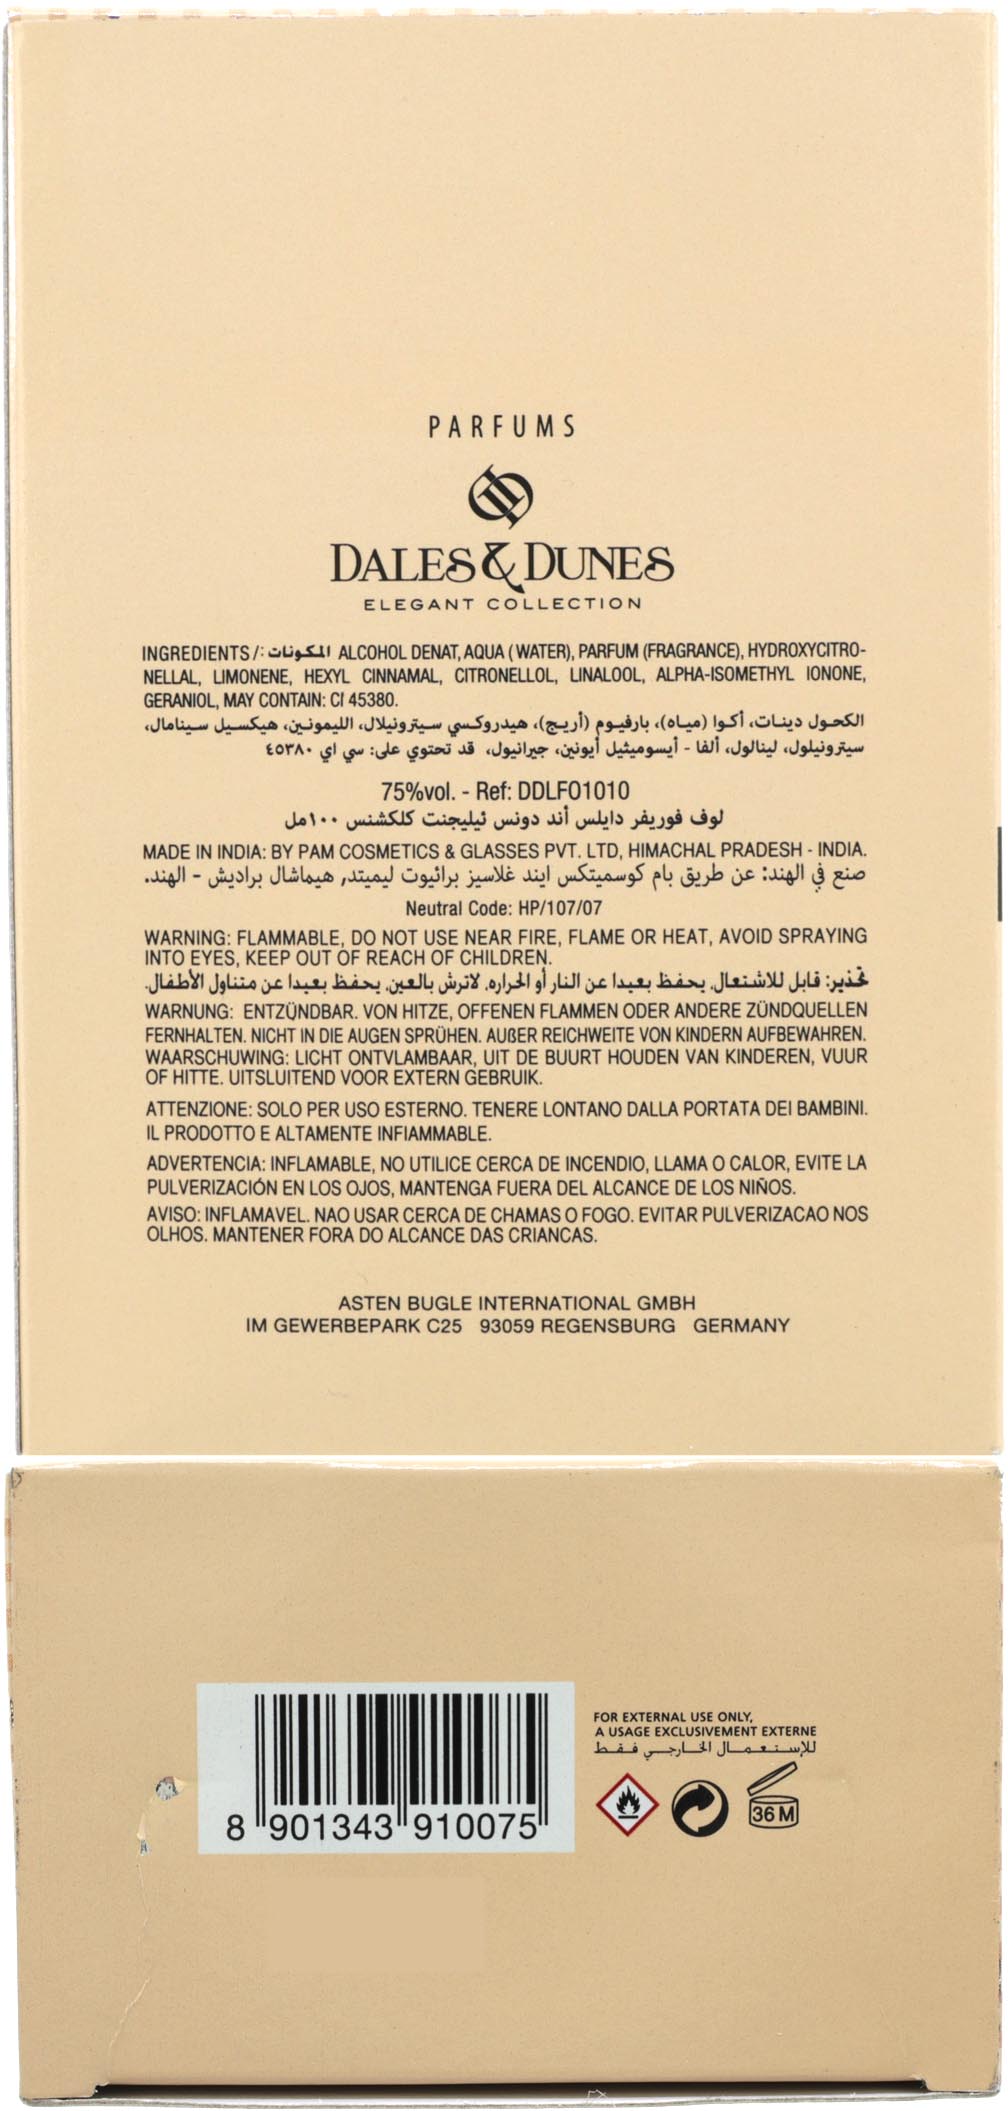 PARFUMS
DALES & DUNES
ELEGANT COLLECTION
INGREDIENTS /: المكونات ALCOHOL DENAT, AQUA ( WATER), PARFUM (FRAGRANCE), HYDROXYCITRO-
NELLAL, LIMONENE, HEXYL CINNAMAL, CITRONELLOL, LINALOOL, ALPHA-ISOMETHYL IONONE,
GERANIOL, MAY CONTAIN: CI 45380.
الكحول دينات، أكوا (مياه)، بارفيوم (أريج)، هيدروكسي سيترونيلال، الليمونين، هيكسيل سينامال،
سيترونيلول، لينالول، ألفا - أيسوميثيل أيونين، جيرانيول، قد تحتوي على: سي اي ٤٥٣٨٠
75%vol. - Ref: DDLFO1010
لوف فوريفر دايلس أند دونس ئيليجنت كلكشنس ١٠٠مل
MADE IN INDIA: BY PAM COSMETICS & GLASSES PVT. LTD, HIMACHAL PRADESH - INDIA.
صنع في الهند: عن طريق بام كوسميتكس ايند غلاسيز برائيوت ليميتد, هيماشال براديش - الهند.
Neutral Code: HP/107/07
WARNING: FLAMMABLE, DO NOT USE NEAR FIRE, FLAME OR HEAT, AVOID SPRAYING
INTO EYES, KEEP OUT OF REACH OF CHILDREN.
تحذير: قابل للاشتعال. يحفظ بعيدا عن النار أو الحراره. لاترش بالعين. يحفظ بعيدا عن متناول الأطفال.
WARNUNG: ENTZÜNDBAR. VON HITZE, OFFENEN FLAMMEN ODER ANDERE ZÜNDQUELLEN
FERNHALTEN. NICHT IN DIE AUGEN SPRÜHEN. AUßER REICHWEITE VON KINDERN AUFBEWAHREN.
WAARSCHUWING: LICHT ONTVLAMBAAR, UIT DE BUURT HOUDEN VAN KINDEREN, VUUR
OF HITTE. UITSLUITEND VOOR EXTERN GEBRUIK.
ATTENZIONE: SOLO PER USO ESTERNO. TENERE LONTANO DALLA PORTATA DEI BAMBINI.
IL PRODOTTO E ALTAMENTE INFIAMMABLE.
ADVERTENCIA: INFLAMABLE, NO UTILICE CERCA DE INCENDIO, LLAMA O CALOR, EVITE LA
PULVERIZACIÓN EN LOS OJOS, MANTENGA FUERA DEL ALCANCE DE LOS NIÑOS.
AVISO: INFLAMAVEL. NAO USAR CERCA DE CHAMAS O FOGO. EVITAR PULVERIZACAO NOS
OLHOS. MANTENER FORA DO ALCANCE DAS CRIANCAS.
ASTEN BUGLE INTERNATIONAL GMBH
IM GEWERBEPARK C25 93059 REGENSBURG GERMANY
FOR EXTERNAL USE ONLY,
A USAGE EXCLUSIVEMENT EXTERNE
للإستعمال الخارجي فقط
36 M
8 901343 910075